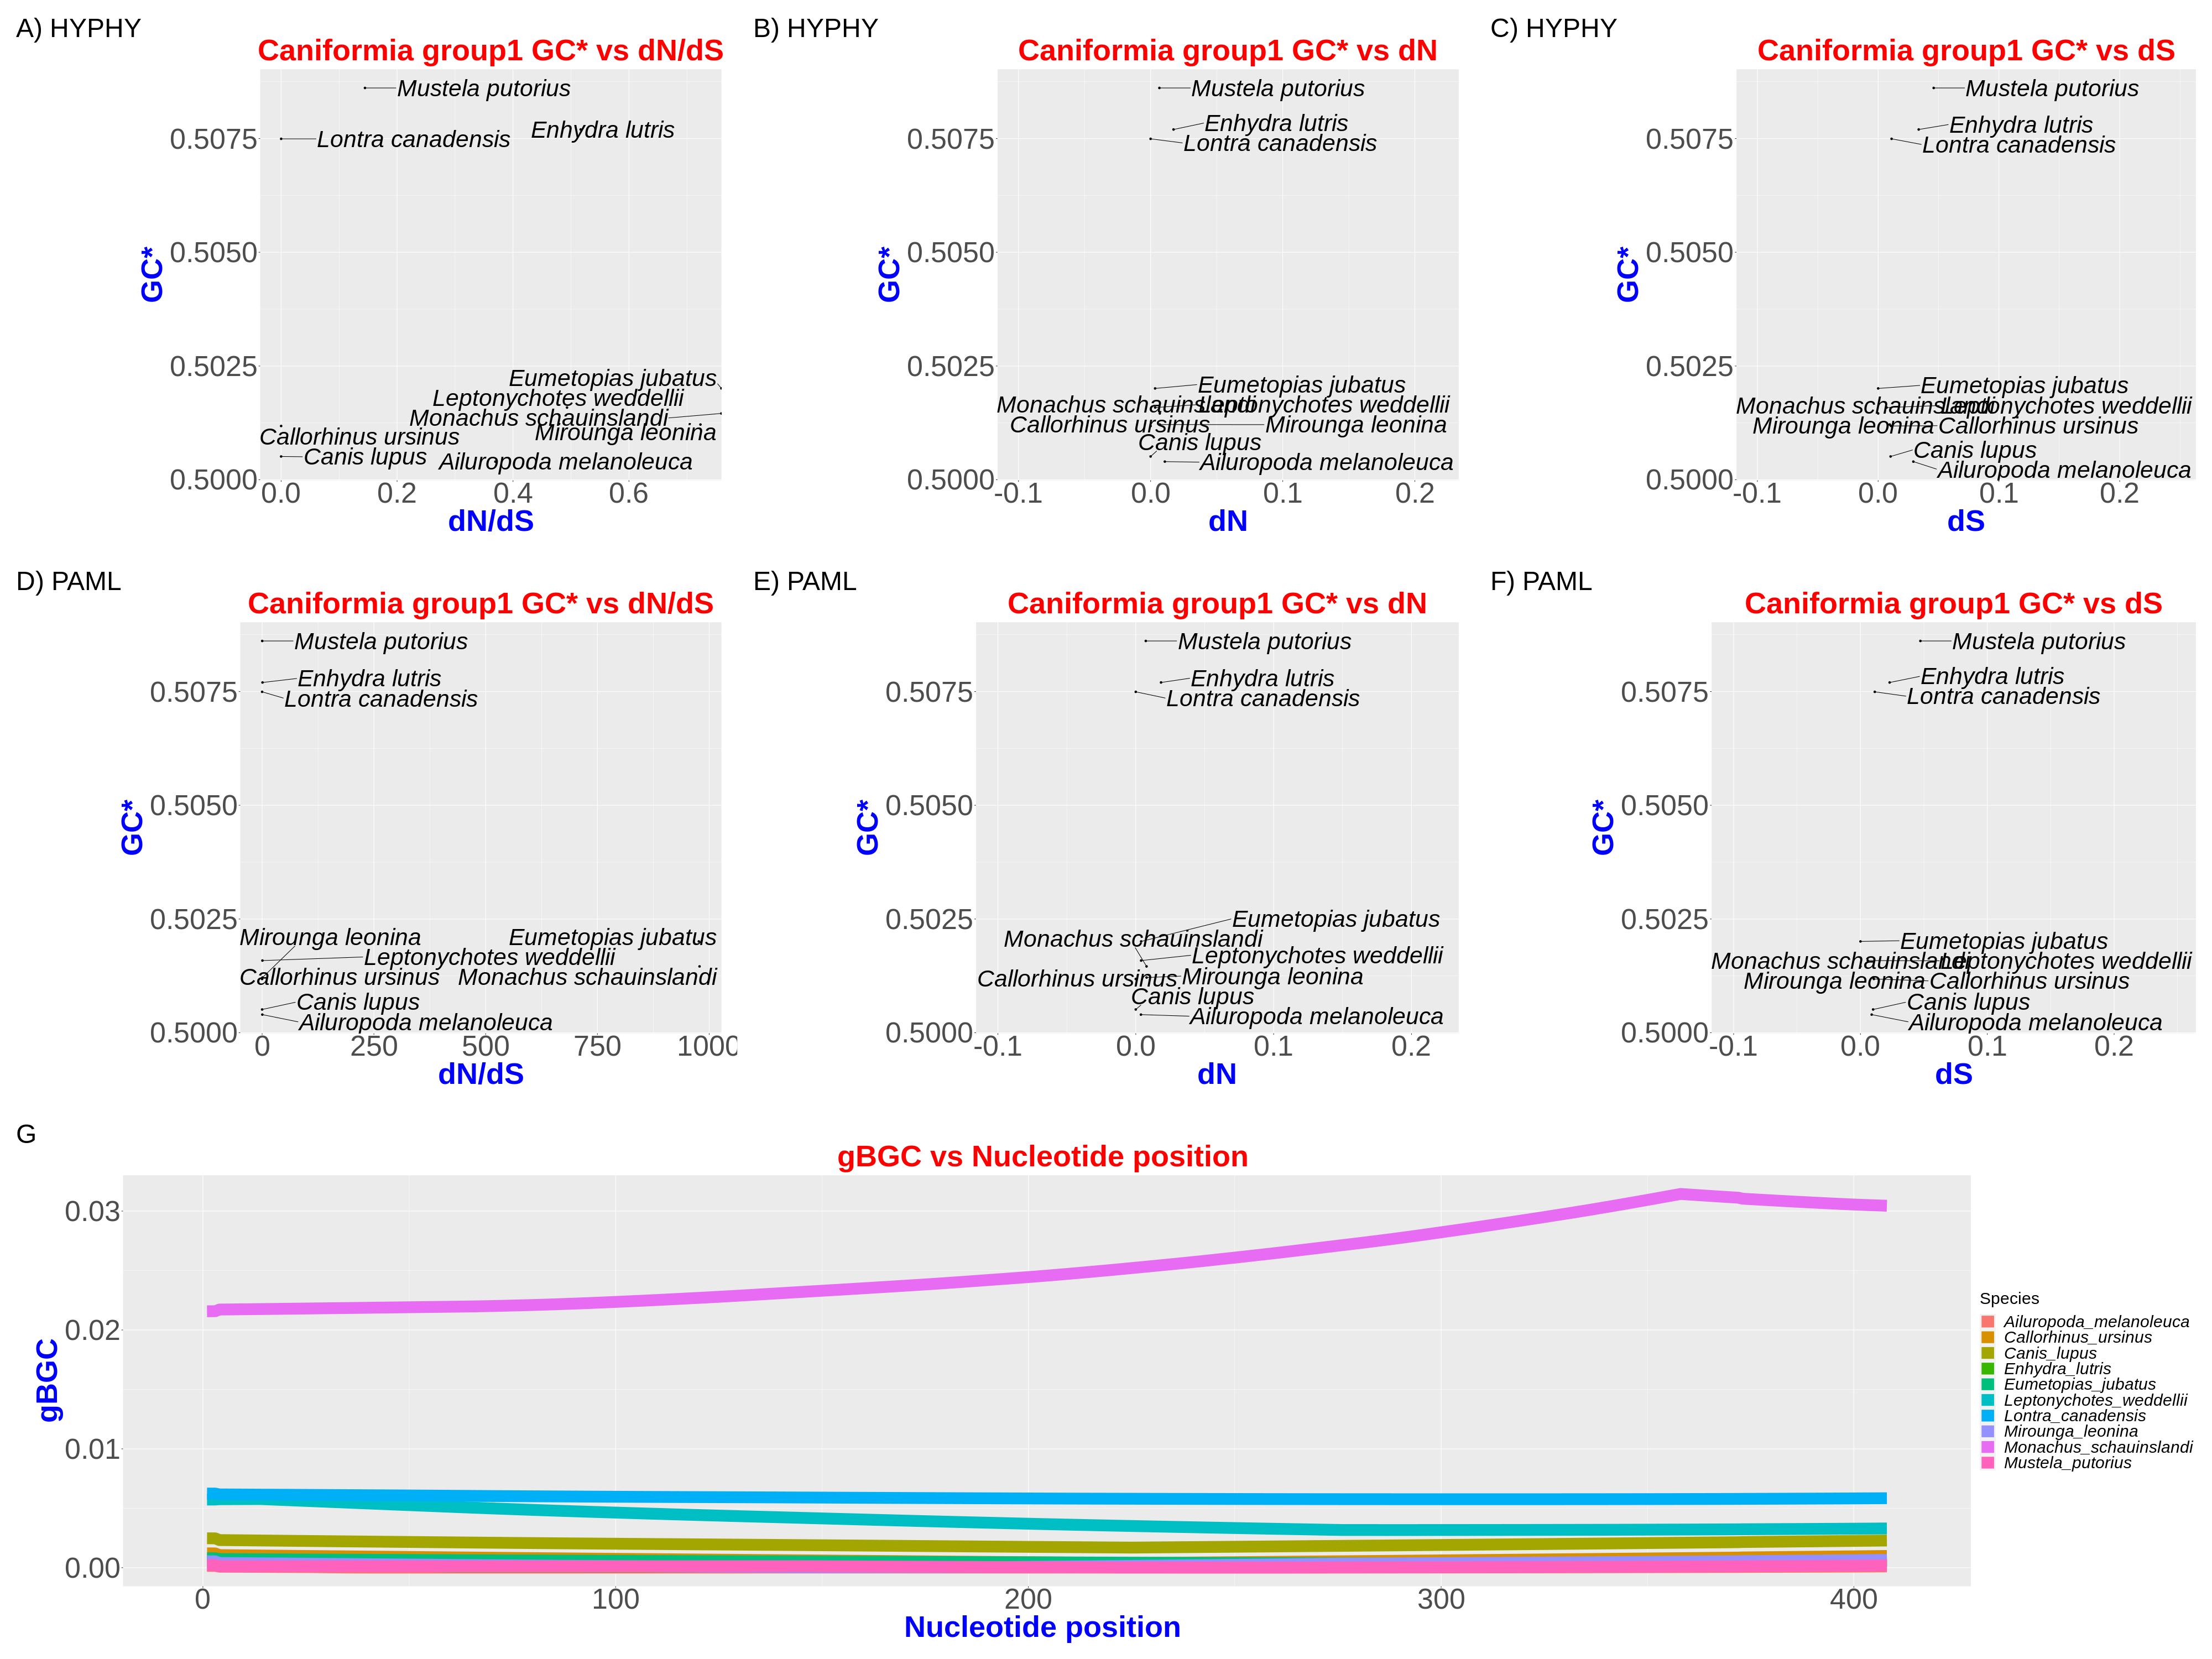 A) HYPHY
Caniformia group1 GC* vs dN/dS
GC*
0.5075
0.5050
0.5025
0.5000
Mustela putorius
Enhydra lutris
Lontra canadensis
Eumetopias jubatus
Leptonychotes weddellii
Monachus schauinslandi
Mirounga leonina
Callorhinus ursinus
Canis lupus
Ailuropoda melanoleuca
0.0 0.2 0.4 0.6
dN/dS
B) HYPHY
Caniformia group1 GC* vs dN
GC*
0.5075
0.5050
0.5025
0.5000
Mustela putorius
Enhydra lutris
Lontra canadensis
Eumetopias jubatus
Monachus schauinslandi
Leptonychotes weddellii
Callorhinus ursinus
Mirounga leonina
Canis lupus
Ailuropoda melanoleuca
-0.1 0.0 0.1 0.2
dN
C) HYPHY
Caniformia group1 GC* vs dS
GC*
0.5075
0.5050
0.5025
0.5000
Mustela putorius
Enhydra lutris
Lontra canadensis
Eumetopias jubatus
Monachus schauinslandi
Leptonychotes weddellii
Mirounga leonina
Callorhinus ursinus
Canis lupus
Ailuropoda melanoleuca
-0.1 0.0 0.1 0.2
dS
D) PAML
Caniformia group1 GC* vs dN/dS
GC*
0.5075
0.5050
0.5025
0.5000
Mustela putorius
Enhydra lutris
Lontra canadensis
Mirounga leonina
Eumetopias jubatus
Leptonychotes weddellii
Callorhinus ursinus
Monachus schauinslandi
Canis lupus
Ailuropoda melanoleuca
0 250 500 750 1000
dN/dS
E) PAML
Caniformia group1 GC* vs dN
GC*
0.5075
0.5050
0.5025
0.5000
Mustela putorius
Enhydra lutris
Lontra canadensis
Eumetopias jubatus
Monachus schauinslandi
Leptonychotes weddellii
Callorhinus ursinus
Mirounga leonina
Canis lupus
Ailuropoda melanoleuca
-0.1 0.0 0.1 0.2
dN
F) PAML
Caniformia group1 GC* vs dS
GC*
0.5075
0.5050
0.5025
0.5000
Mustela putorius
Enhydra lutris
Lontra canadensis
Eumetopias jubatus
Monachus schauinslandi
Leptonychotes weddellii
Mirounga leonina
Callorhinus ursinus
Canis lupus
Ailuropoda melanoleuca
-0.1 0.0 0.1 0.2
dS
G
gBGC vs Nucleotide position
gBGC
0.03
0.02
0.01
0.00
0 100 200 300 400
Nucleotide position
Species
Ailuropoda_melanoleuca
Callorhinus_ursinus
Canis_lupus
Enhydra_lutris
Eumetopias_jubatus
Leptonychotes_weddellii
Lontra_canadensis
Mirounga_leonina
Monachus_schauinslandi
Mustela_putorius